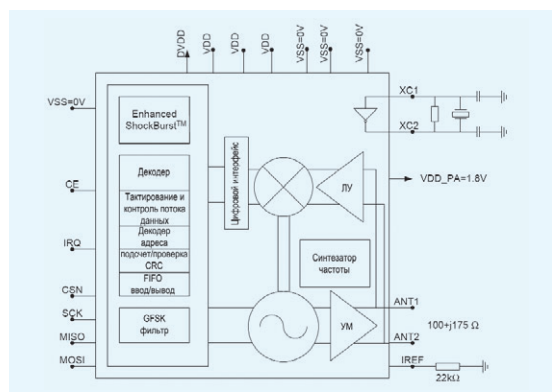 DVDD
VDD
VDD
VDD
VSS=0V
VSS=0V
VSS=0V
VSS=0V
CE
IRQ
CSN
SCK
MISO
MOSI
Enhanced
ShockBurst™
Декодер
Тактирование и
контроль потока
данных
Декодер
адреса
подсчет/проверка
CRC
FIFO
ввод/вывод
GFSK
фильтр
Цифровой интерфейс
ЛУ
Синтезатор
частоты
УМ
XC1
XC2
VDD_PA=1.8V
ANT1
100+j175 Ω
ANT2
IREF
22kΩ